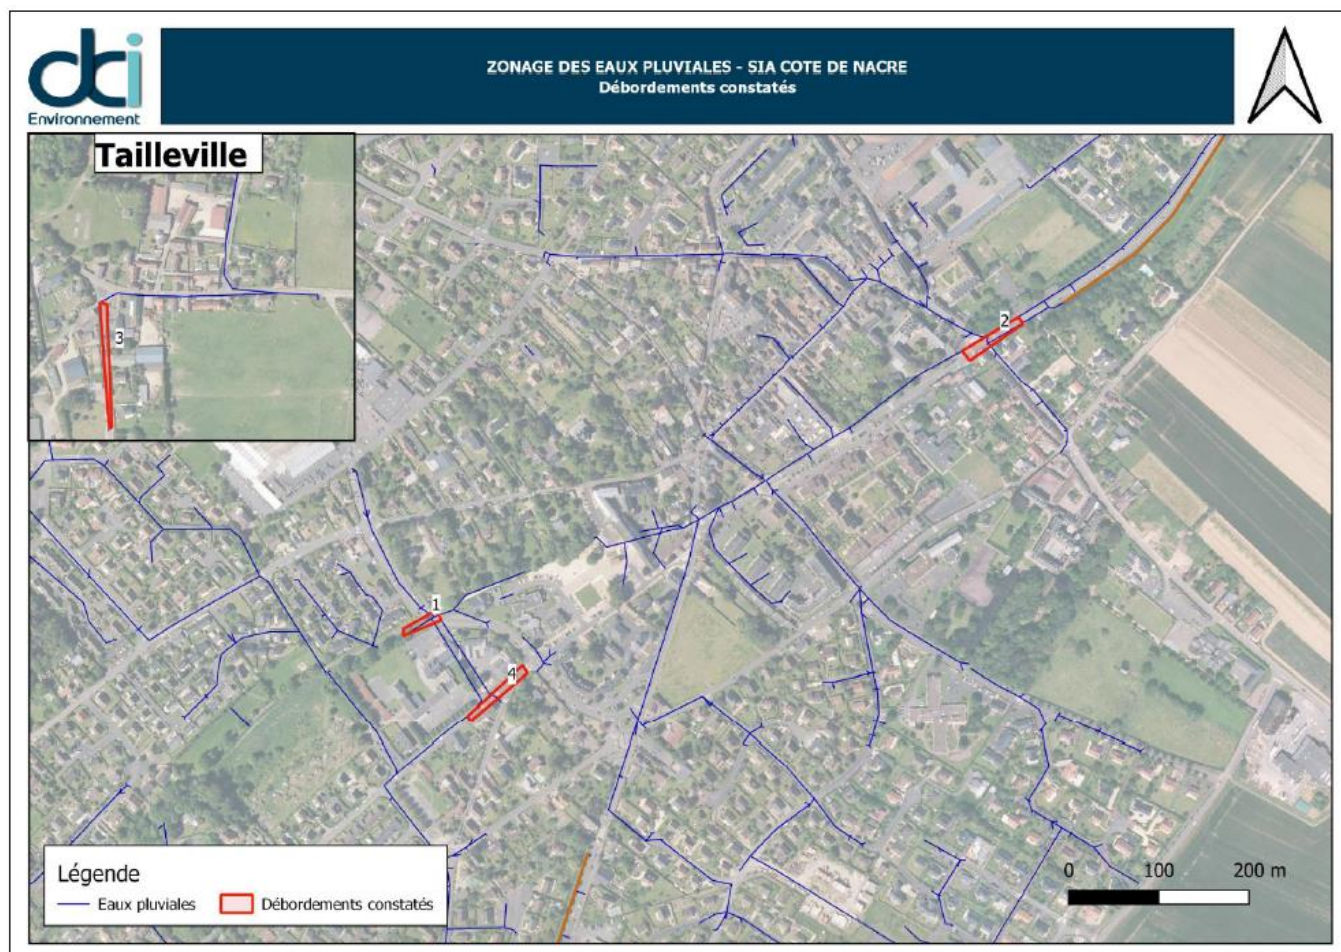 dci
Environnement
ZONAGE DES EAUX PLUVIALES - SIA COTE DE NACRE
Débordements constatés
Tailleville
3
2
1
4
Légende
Eaux pluviales
Débordements constatés
0 100 200 m